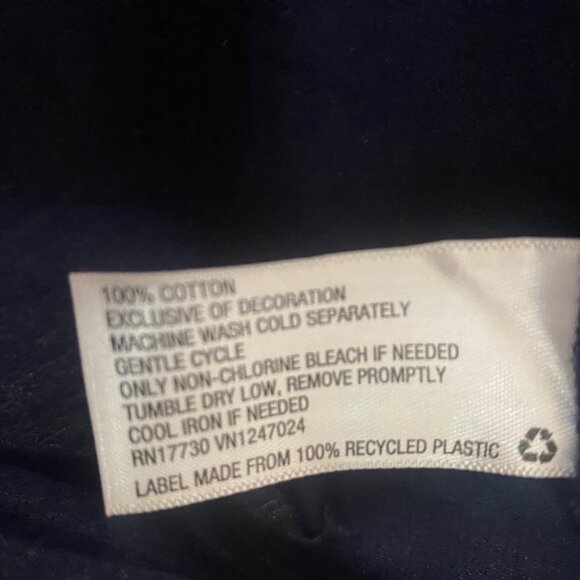 100% COTTON
EXCLUSIVE OF DECORATION
MACHINE WASH COLD SEPARATELY
GENTLE CYCLE
ONLY NON-CHLORINE BLEACH IF NEEDED
TUMBLE DRY LOW, REMOVE PROMPTLY
COOL IRON IF NEEDED
RN17730 VN1247024
LABEL MADE FROM 100% RECYCLED PLASTIC